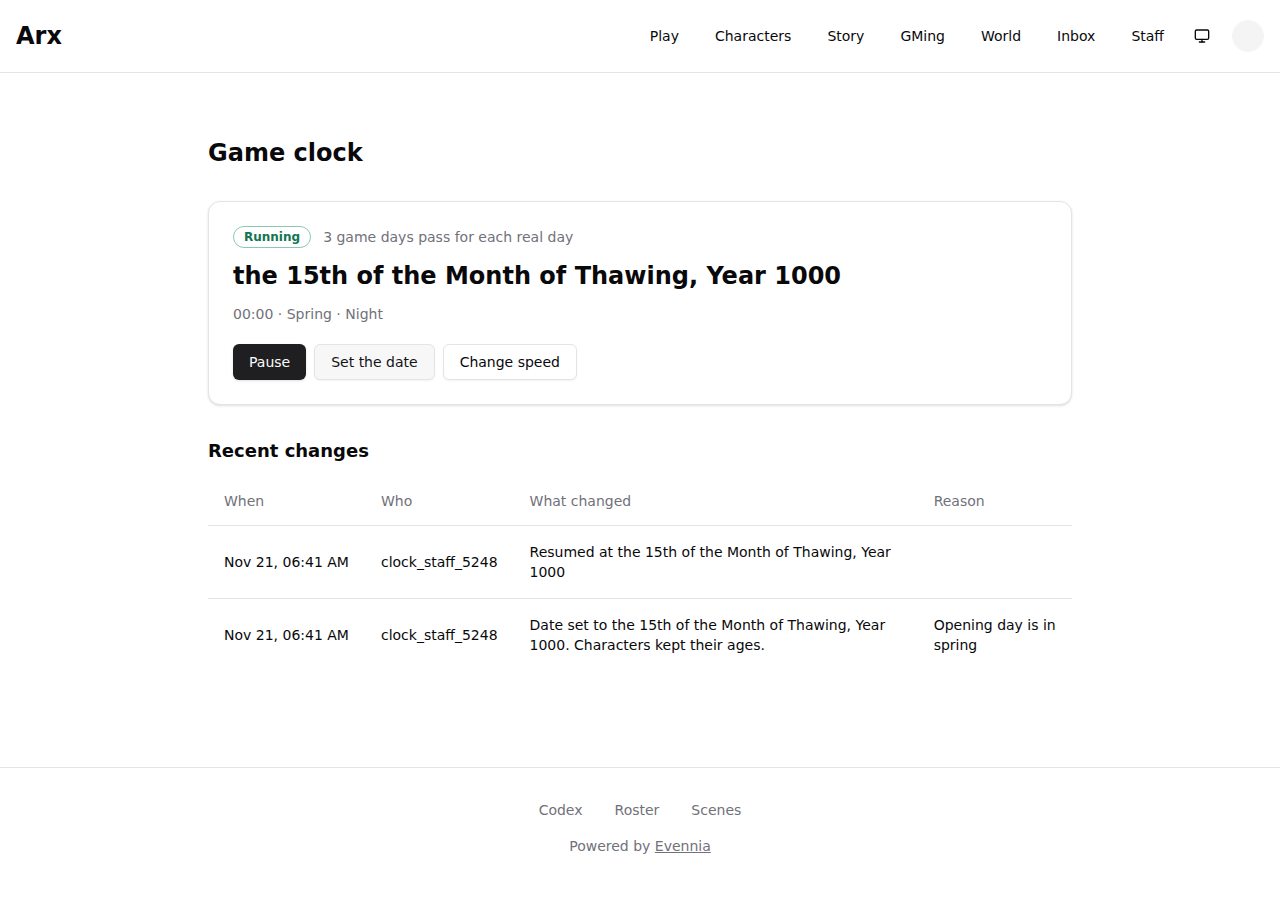 Arx
Play Characters Story GMing World Inbox Staff
Game clock
Running 3 game days pass for each real day
the 15th of the Month of Thawing, Year 1000
00:00 · Spring · Night
Pause Set the date Change speed
Recent changes
When Who What changed Reason
Nov 21, 06:41 AM clock_staff_5248 Resumed at the 15th of the Month of Thawing, Year
1000
Nov 21, 06:41 AM clock_staff_5248 Date set to the 15th of the Month of Thawing, Year Opening day is in
1000. Characters kept their ages. spring
Codex Roster Scenes
Powered by Evennia